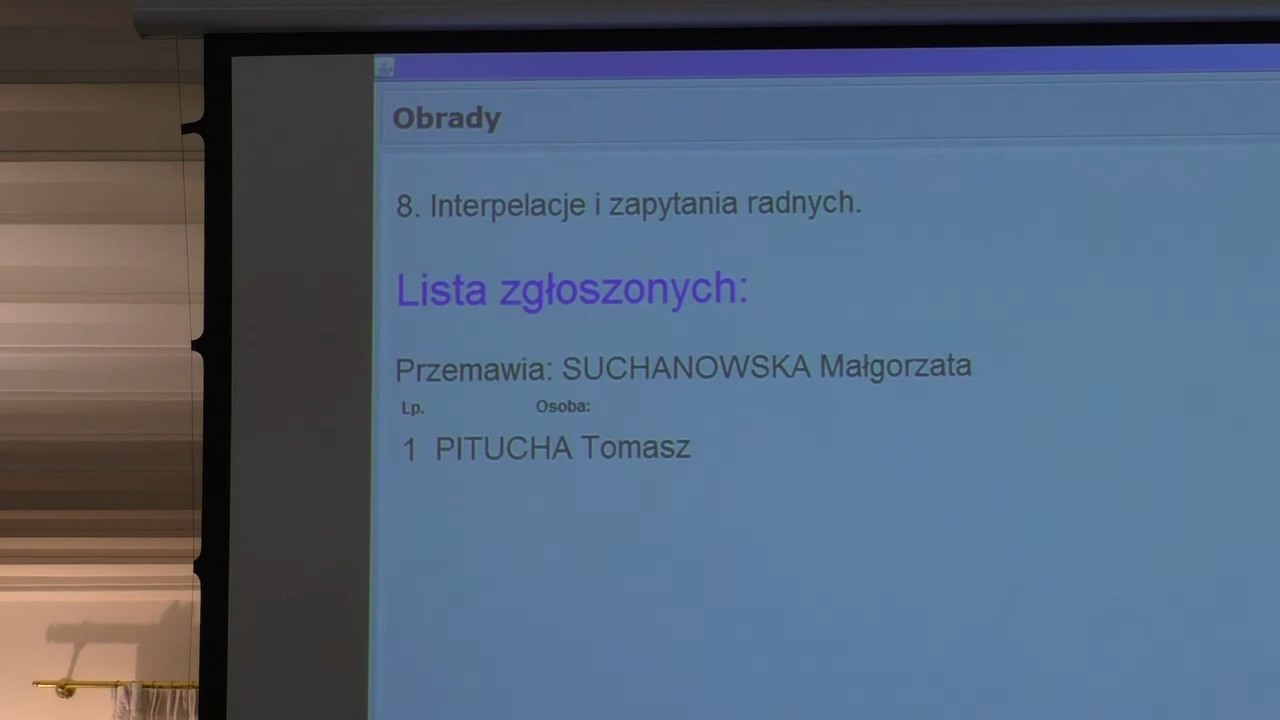 Obrady
8. Interpelacje i zapytania radnych.
Lista zgłoszonych:
Przemawia: SUCHANOWSKA Małgorzata
Lp. Osoba:
1 PITUCHA Tomasz